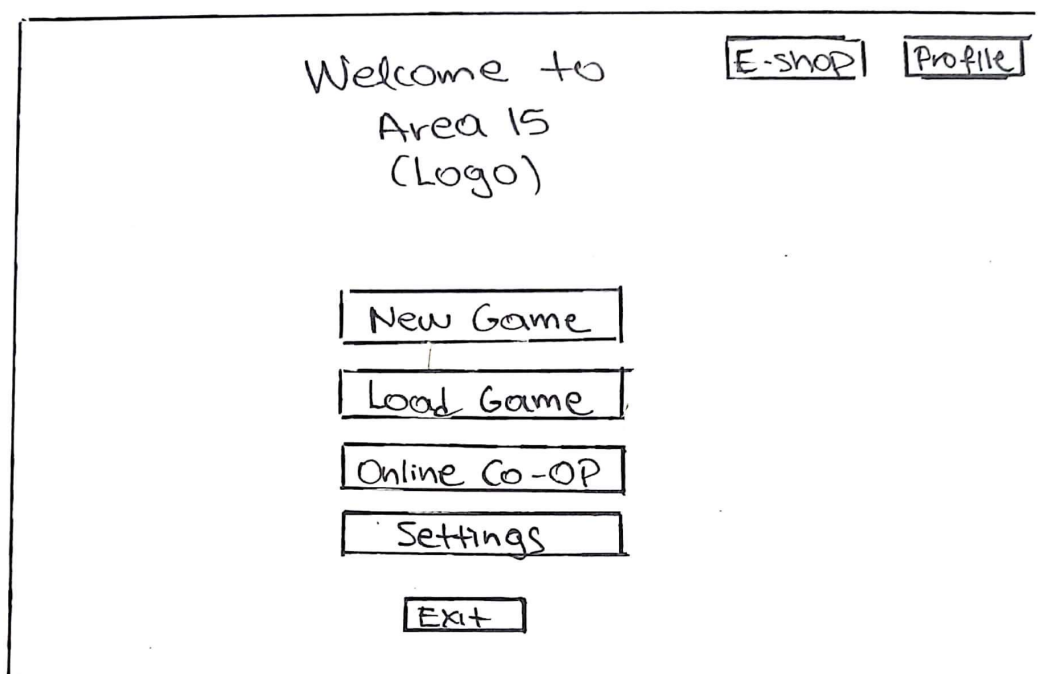 Welcome to
Area 15
(Logo)
E-shop
Profile
New Game
Load Game
Online Co-OP
Settings
Exit